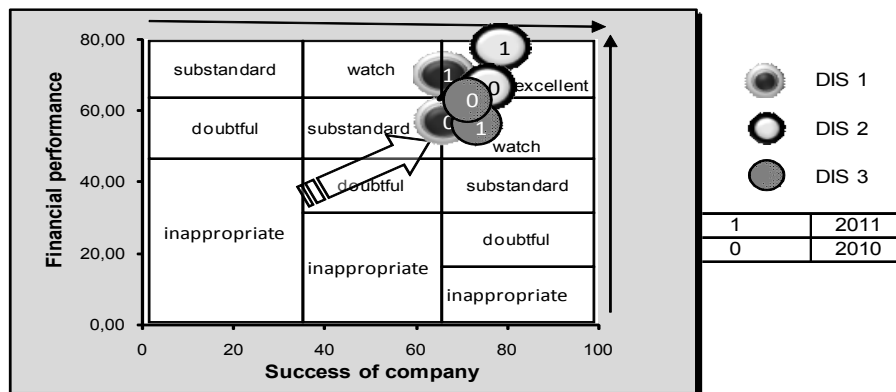 80,00
60,00
40,00
20,00
0,00
Financial performance
substandard
watch
excellent
doubtful
substandard
watch
inappropriate
doubtful
substandard
inappropriate
doubtful
inappropriate
1
1
0
0
0
1
0
20
40
60
80
100
Success of company
DIS 1
DIS 2
DIS 3
1 2011
0 2010